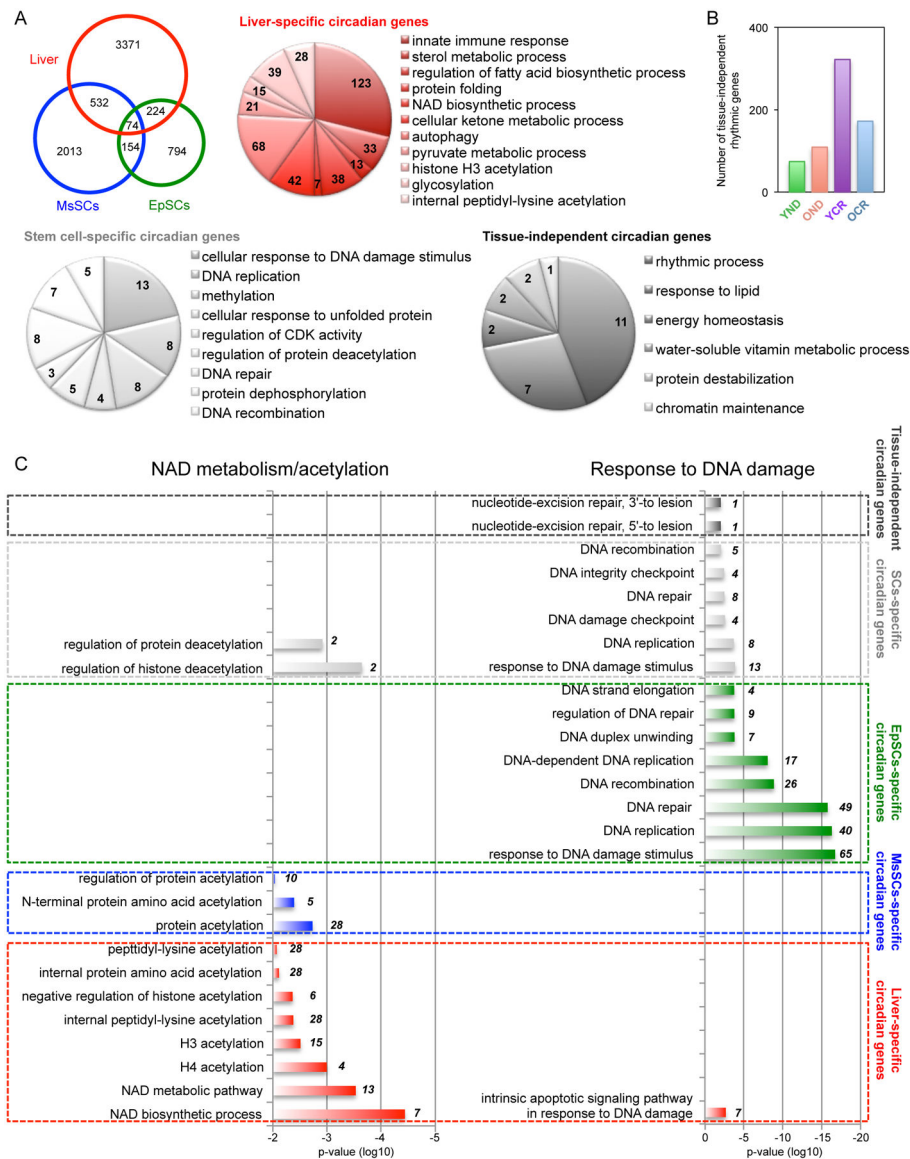 A
Liver
3371
532
224
74
154
2013
794
MsSCs
EpSCs
Liver-specific circadian genes
28
39
15
21
68
42
7
38
13
33
123
innate immune response
sterol metabolic process
regulation of fatty acid biosynthetic process
protein folding
NAD biosynthetic process
cellular ketone metabolic process
autophagy
pyruvate metabolic process
histone H3 acetylation
glycosylation
internal peptidyl-lysine acetylation
B
Number of tissue-independent
rhythmic genes
400
200
0
YND
OND
YCR
OCR
Stem cell-specific circadian genes
5
7
8
3
5
4
8
8
13
cellular response to DNA damage stimulus
DNA replication
methylation
cellular response to unfolded protein
regulation of CDK activity
regulation of protein deacetylation
DNA repair
protein dephosphorylation
DNA recombination
Tissue-independent circadian genes
1
2
2
2
7
11
rhythmic process
response to lipid
energy homeostasis
water-soluble vitamin metabolic process
protein destabilization
chromatin maintenance
C
NAD metabolism/acetylation
Response to DNA damage
Tissue-independent
circadian genes
nucleotide-excision repair, 3'-to lesion 1
nucleotide-excision repair, 5'-to lesion 1
SCs-specific
circadian genes
DNA recombination 5
DNA integrity checkpoint 4
DNA repair 8
DNA damage checkpoint 4
regulation of protein deacetylation 2
DNA replication 8
regulation of histone deacetylation 2
response to DNA damage stimulus 13
EpSCs-specific
circadian genes
DNA strand elongation 4
regulation of DNA repair 9
DNA duplex unwinding 7
DNA-dependent DNA replication 17
DNA recombination 26
DNA repair 49
DNA replication 40
response to DNA damage stimulus 65
MsSCs-specific
circadian genes
regulation of protein acetylation 10
N-terminal protein amino acid acetylation 5
protein acetylation 28
Liver-specific
circadian genes
pepttidyl-lysine acetylation 28
internal protein amino acid acetylation 28
negative regulation of histone acetylation 6
internal peptidyl-lysine acetylation 28
H3 acetylation 15
H4 acetylation 4
NAD metabolic pathway 13
NAD biosynthetic process 7
intrinsic apoptotic signaling pathway
in response to DNA damage 7
-2 -3 -4 -5
p-value (log10)
0 -5 -10 -15 -20
p-value (log10)